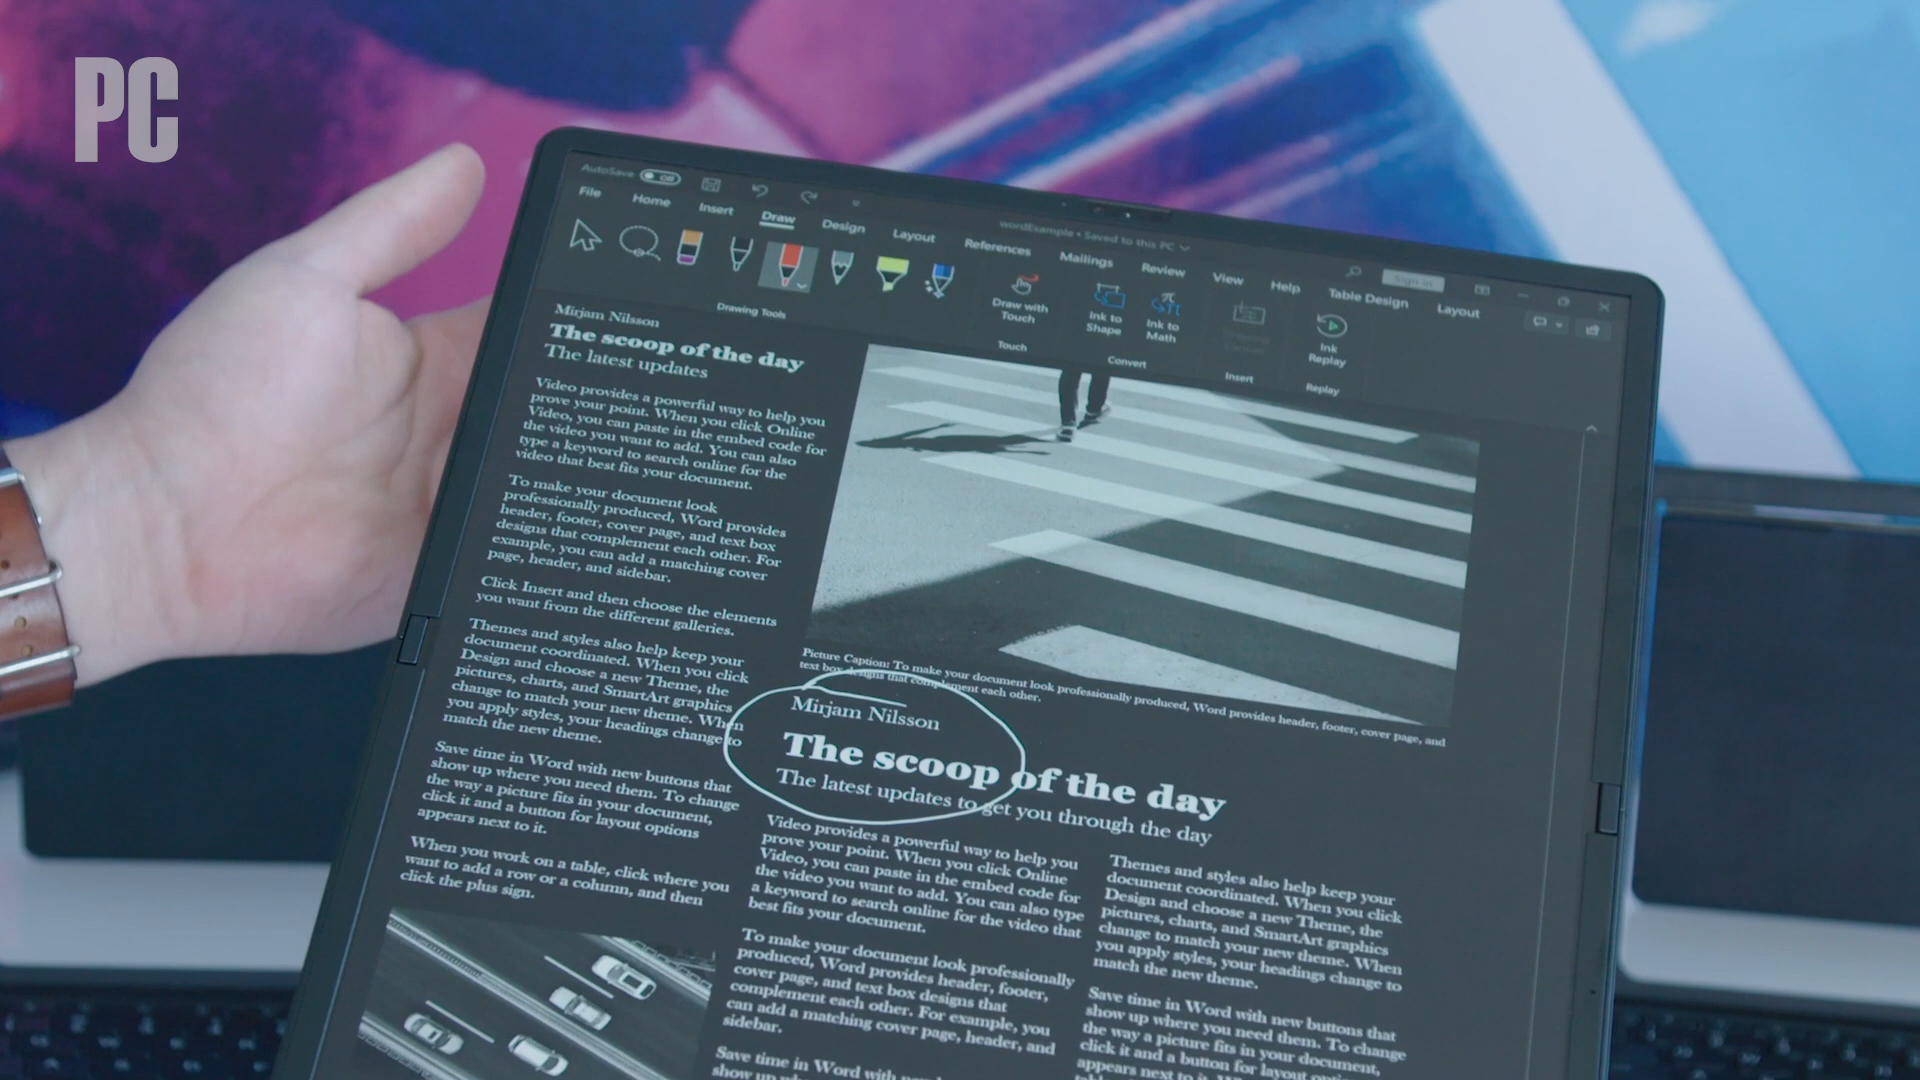 PC
AutoSave Off
wordExample • Saved to this PC
Sign in
File Home Insert Draw Design Layout References Mailings Review View Help Table Design Layout
Draw with Touch
Ink to Shape
Ink to Math
Ink Replay
Drawing Tools
Touch
Convert
Insert
Replay
Mirjam Nilsson
The scoop of the day
The latest updates
Video provides a powerful way to help you
prove your point. When you click Online
Video, you can paste in the embed code for
the video you want to add. You can also
type a keyword to search online for the
video that best fits your document.
To make your document look
professionally produced, Word provides
header, footer, cover page, and text box
designs that complement each other. For
example, you can add a matching cover
page, header, and sidebar.
Click Insert and then choose the elements
you want from the different galleries.
Themes and styles also help keep your
document coordinated. When you click
Design and choose a new Theme, the
pictures, charts, and SmartArt graphics
change to match your new theme. When
you apply styles, your headings change to
match the new theme.
Save time in Word with new buttons that
show up where you need them. To change
the way a picture fits in your document,
click it and a button for layout options
appears next to it.
When you work on a table, click where you
want to add a row or a column, and then
click the plus sign.
Picture Caption: To make your document look professionally produced, Word provides header, footer, cover page, and
text box designs that complement each other.
Mirjam Nilsson
The scoop of the day
The latest updates to get you through the day
Video provides a powerful way to help you
prove your point. When you click Online
Video, you can paste in the embed code for
the video you want to add. You can also type
a keyword to search online for the video that
best fits your document.
To make your document look professionally
produced, Word provides header, footer,
cover page, and text box designs that
complement each other. For example, you
can add a matching cover page, header, and
sidebar.
Save time in Word with new
show up
Themes and styles also help keep your
document coordinated. When you click
Design and choose a new Theme, the
pictures, charts, and SmartArt graphics
change to match your new theme. When
you apply styles, your headings change to
match the new theme.
Save time in Word with new buttons that
show up where you need them. To change
the way a picture fits in your document,
click it and a button for layout
appears next to it.